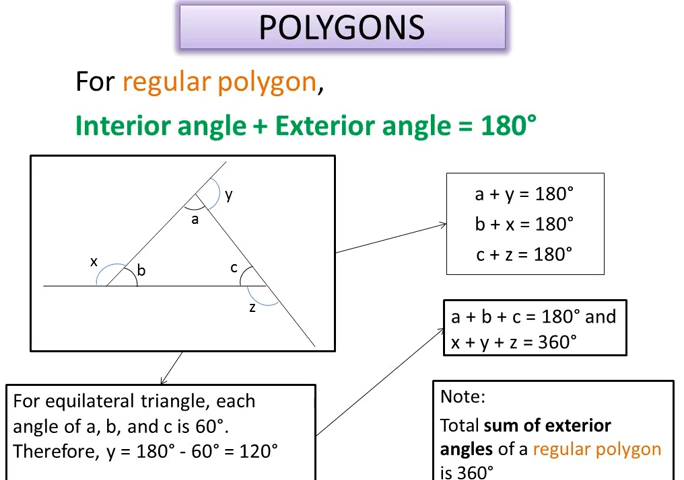 POLYGONS
For regular polygon,
Interior angle + Exterior angle = 180°
y
a
x
b
c
z
a + y = 180°
b + x = 180°
c + z = 180°
a + b + c = 180° and
x + y + z = 360°
For equilateral triangle, each
angle of a, b, and c is 60°.
Therefore, y = 180° - 60° = 120°
Note:
Total sum of exterior
angles of a regular polygon
is 360°